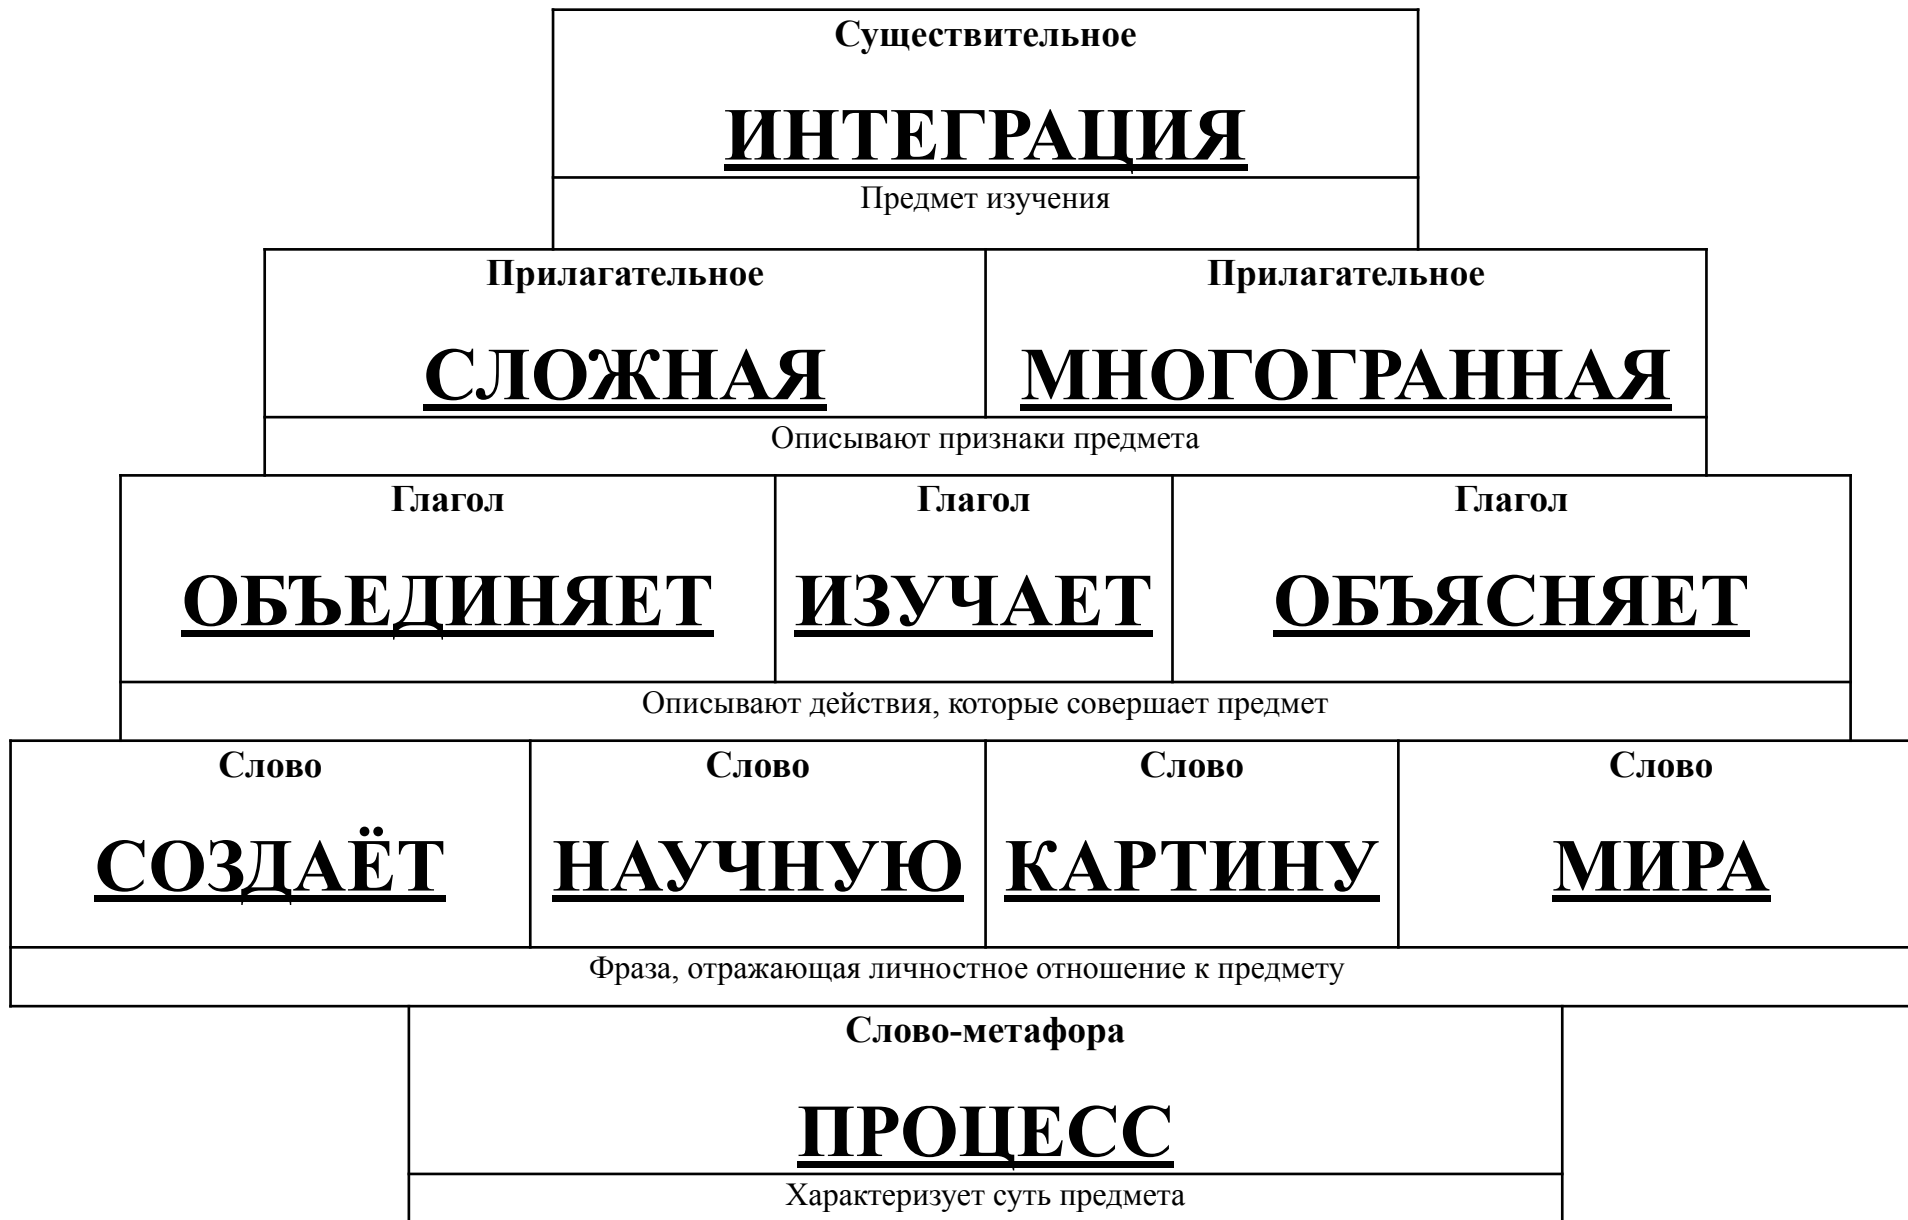 Существительное
ИНТЕГРАЦИЯ
Предмет изучения
Прилагательное
Прилагательное
СЛОЖНАЯ
МНОГОГРАННАЯ
Описывают признаки предмета
Глагол
Глагол
Глагол
ОБЪЕДИНЯЕТ
ИЗУЧАЕТ
ОБЪЯСНЯЕТ
Описывают действия, которые совершает предмет
Слово
Слово
Слово
Слово
СОЗДАЁТ
НАУЧНУЮ
КАРТИНУ
МИРА
Фраза, отражающая личностное отношение к предмету
Слово-метафора
ПРОЦЕСС
Характеризует суть предмета